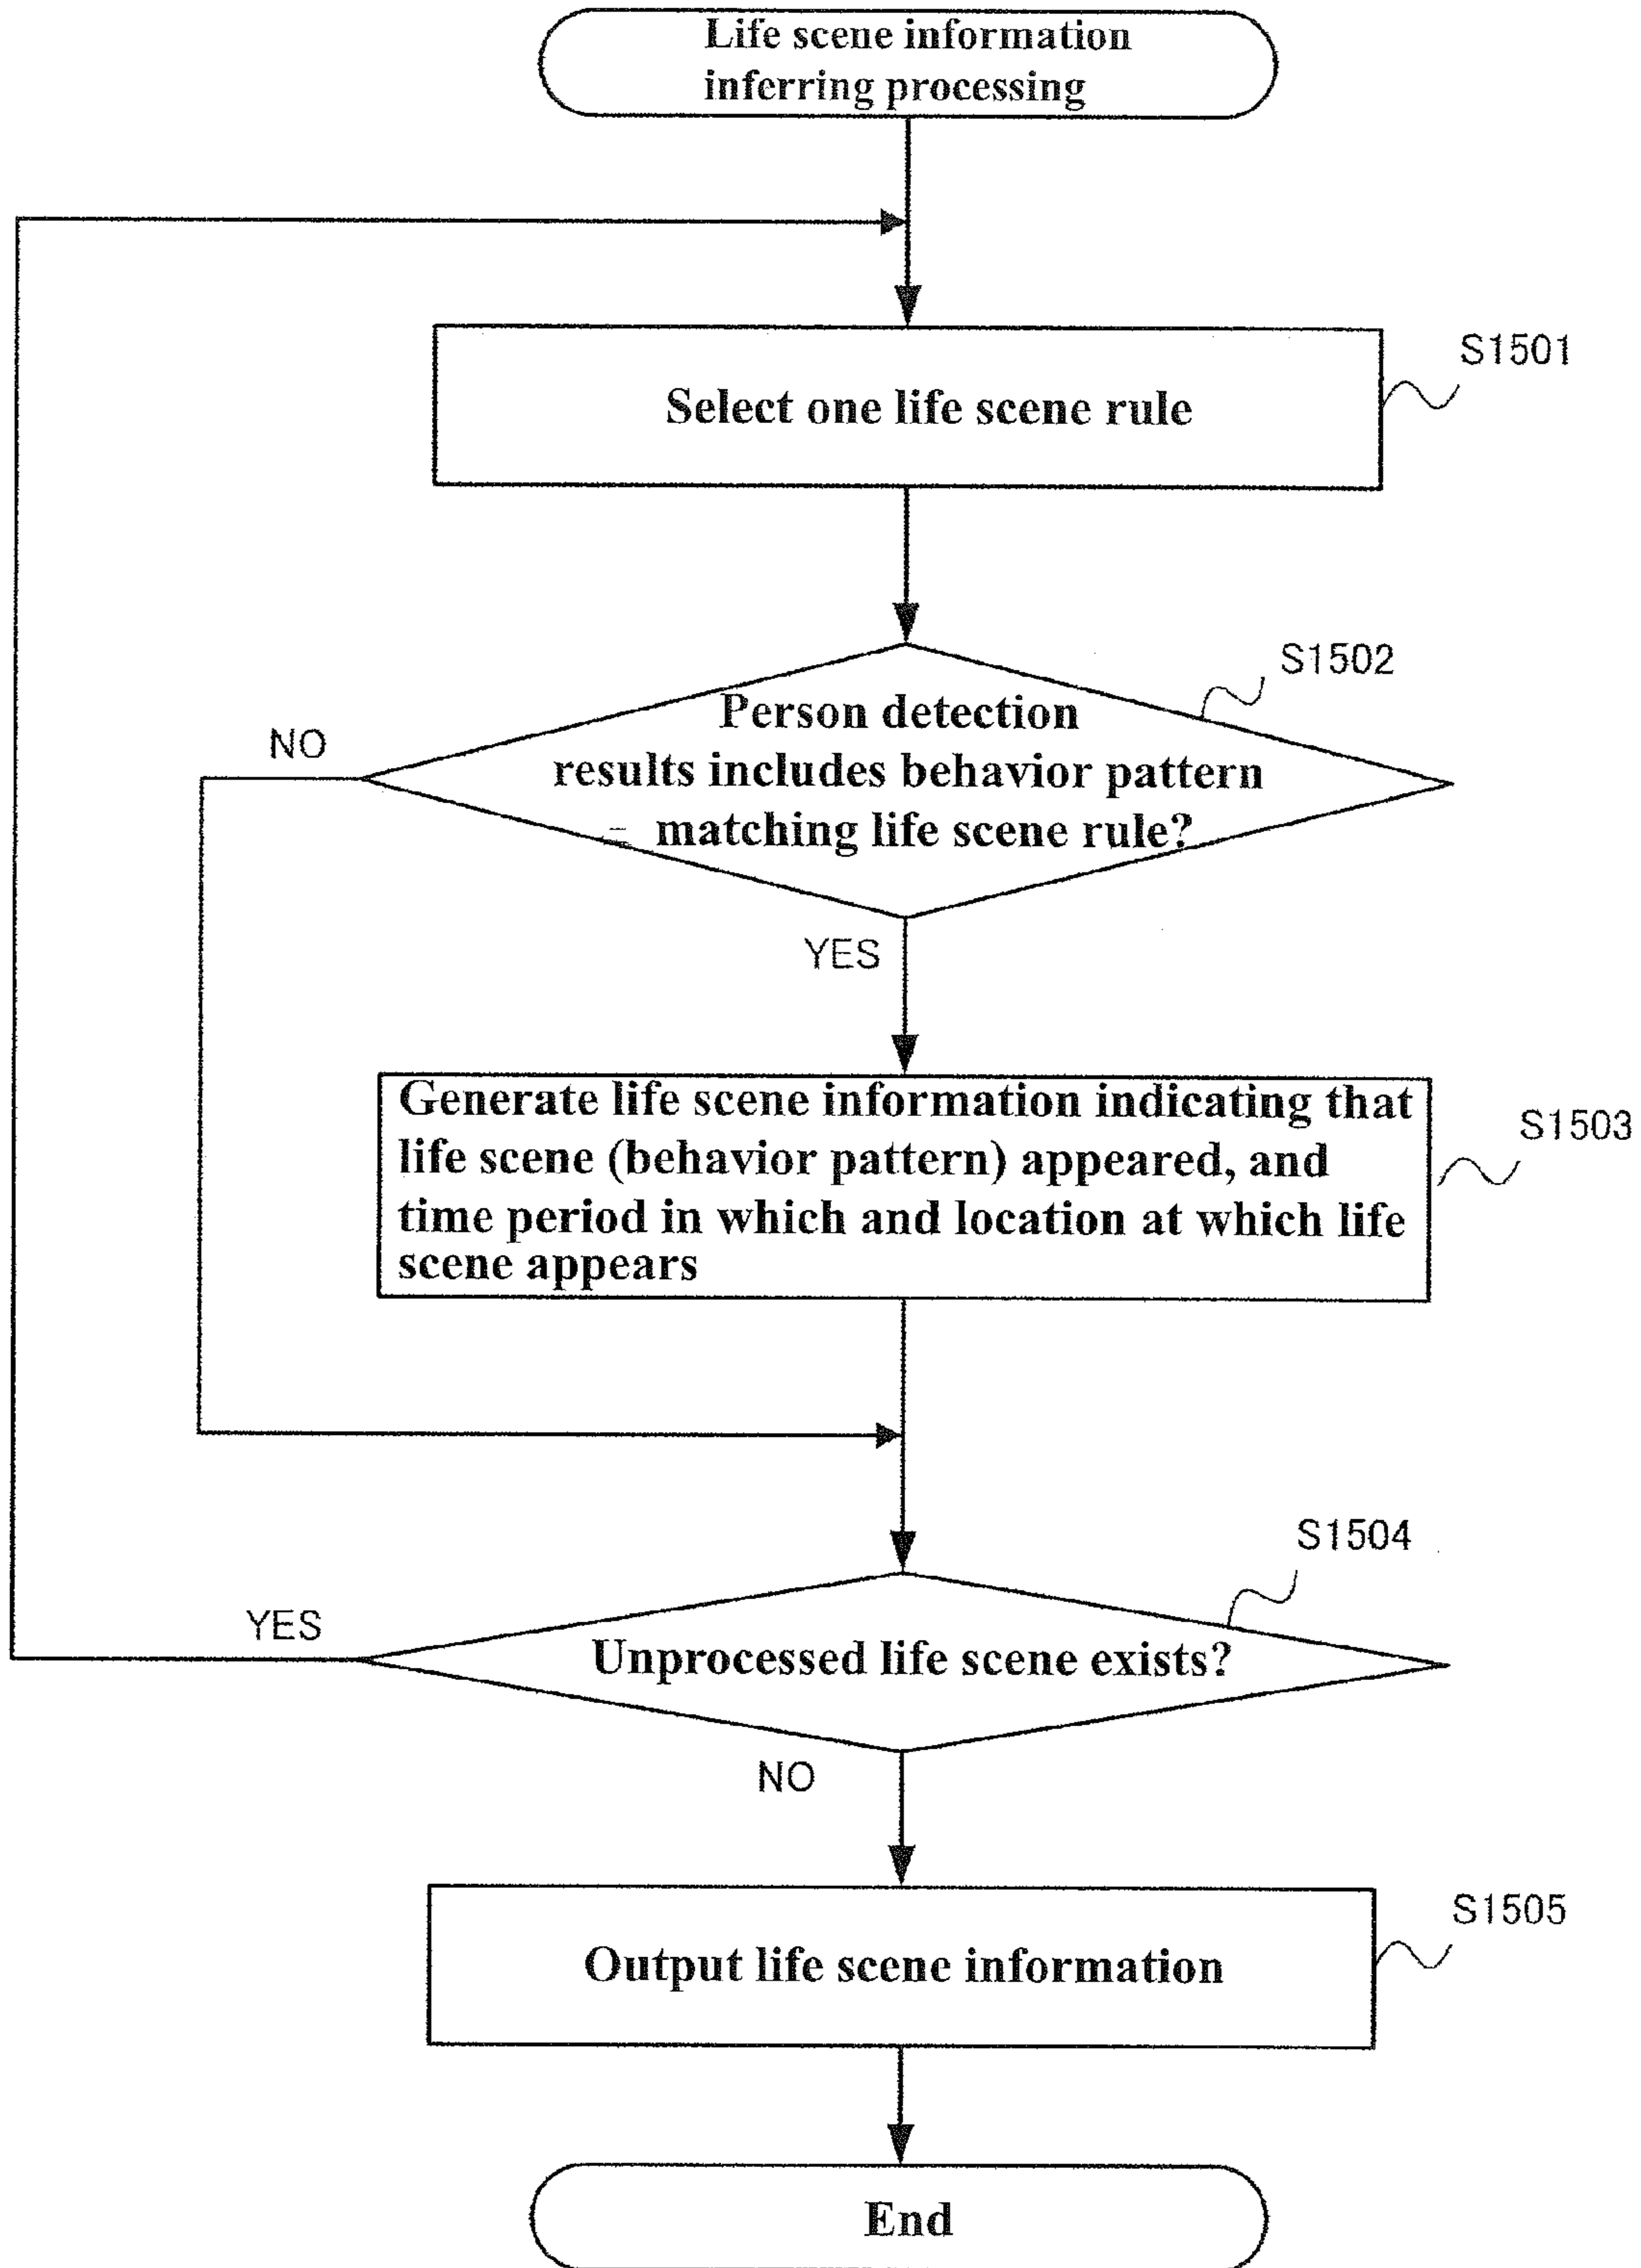 Life scene information
inferring processing
S1501
Select one life scene rule
S1502
Person detection
results includes behavior pattern
matching life scene rule?
NO
YES
Generate life scene information indicating that
life scene (behavior pattern) appeared, and
time period in which and location at which life
scene appears
S1503
S1504
YES
Unprocessed life scene exists?
NO
S1505
Output life scene information
End